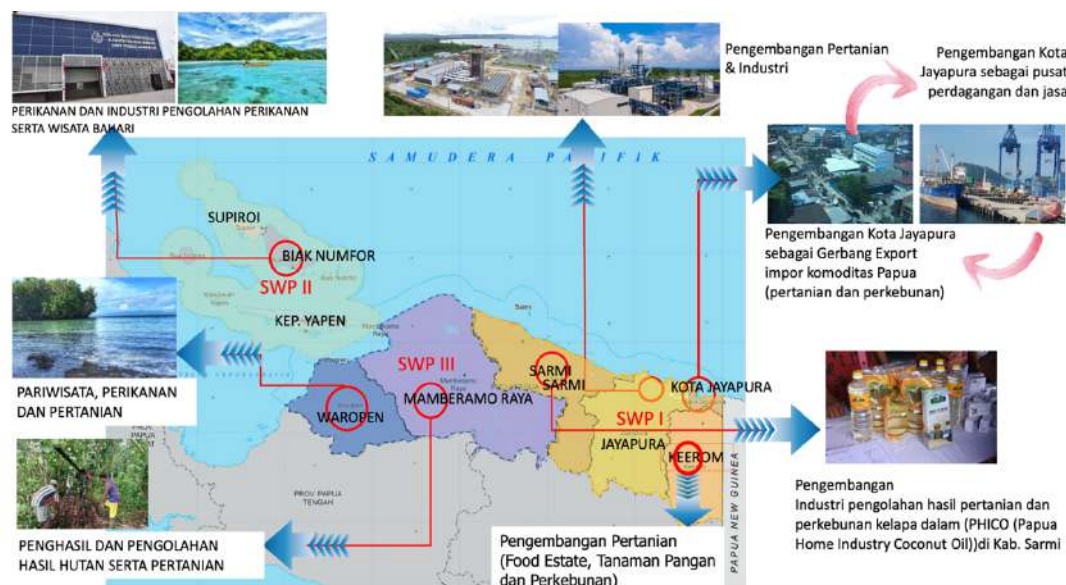 PERIKANAN DAN INDUSTRI PENGOLAHAN PERIKANAN
SERTA WISATA BAHARI
Pengembangan Pertanian
& Industri
Pengembangan Kota
Jayapura sebagai pusat
perdagangan dan jasa
Pengembangan Kota Jayapura
sebagai Gerbang Export
impor komoditas Papua
(pertanian dan perkebunan)
SAMUDERA PASIFIK
SUPIROI
BIAK NUMFOR
SWP II
KEP. YAPEN
SWP III
MAMBERAMO RAYA
WAROPEN
SARMI
SARMI
KOTA JAYAPURA
SWP I
JAYAPURA
KEEROM
PROV PAPUA
TENGAH
PAPUA NEW GUINEA
PARIWISATA, PERIKANAN
DAN PERTANIAN
PENGHASIL DAN PENGOLAHAN
HASIL HUTAN SERTA PERTANIAN
Pengembangan Pertanian
(Food Estate, Tanaman Pangan
dan Perkebunan)
Pengembangan
Industri pengolahan hasil pertanian dan
perkebunan kelapa dalam (PHICO (Papua
Home Industry Coconut Oil))di Kab. Sarmi